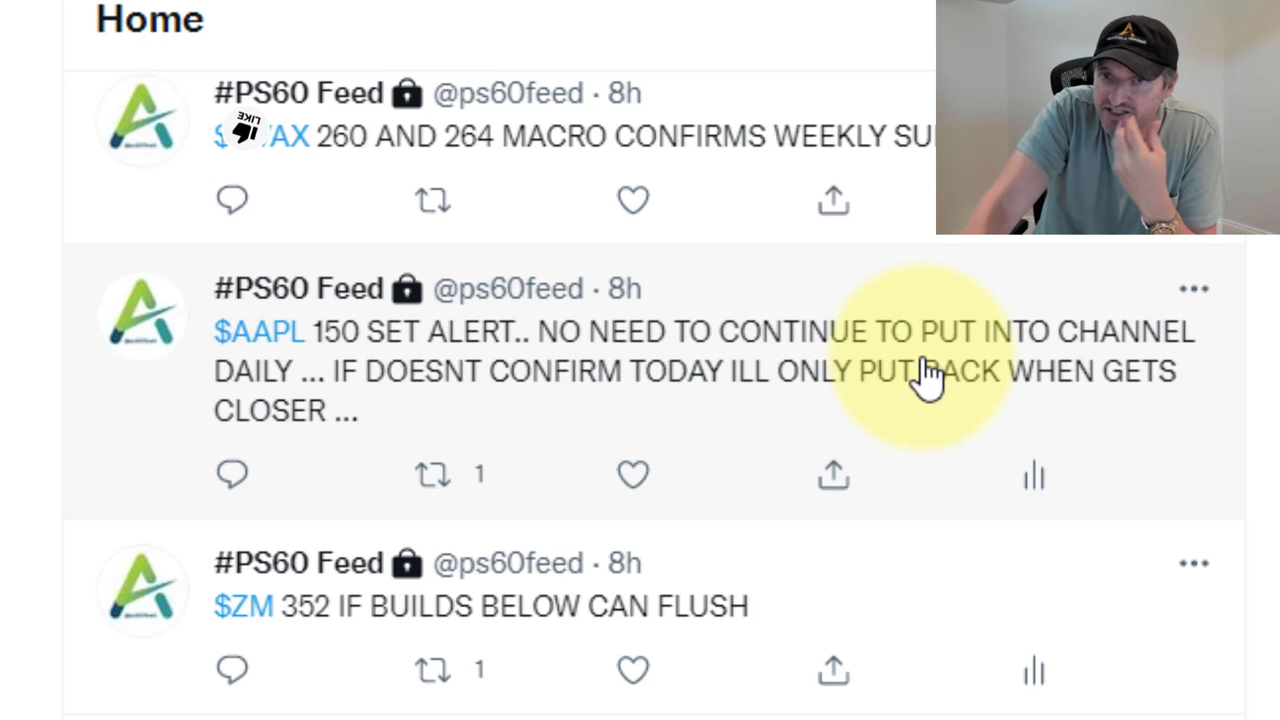 Home
#PS60 Feed @ps60feed · 8h
LIKE
260 AND 264 MACRO CONFIRMS WEEKLY
#PS60 Feed @ps60feed · 8h
$AAPL 150 SET ALERT.. NO NEED TO CONTINUE TO PUT INTO CHANNEL
DAILY ... IF DOESNT CONFIRM TODAY ILL ONLY PUT BACK WHEN GETS
CLOSER ...
1
#PS60 Feed @ps60feed · 8h
$ZM 352 IF BUILDS BELOW CAN FLUSH
1